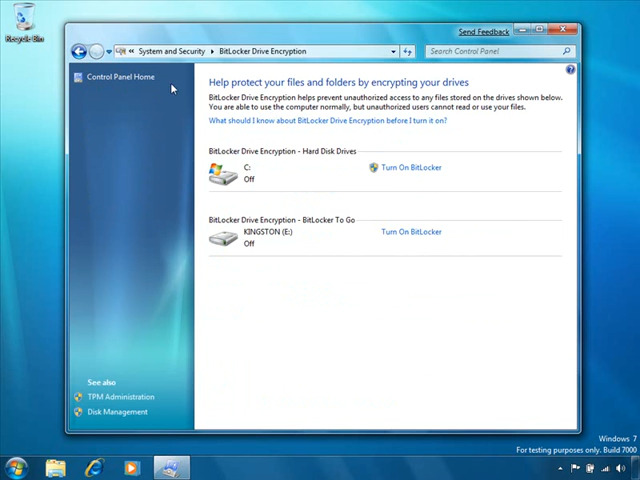 Recycle Bin
Send Feedback
« System and Security ▸ BitLocker Drive Encryption
Search Control Panel
Control Panel Home
Help protect your files and folders by encrypting your drives
BitLocker Drive Encryption helps prevent unauthorized access to any files stored on the drives shown below.
You are able to use the computer normally, but unauthorized users cannot read or use your files.
What should I know about BitLocker Drive Encryption before I turn it on?
BitLocker Drive Encryption - Hard Disk Drives
C:
Turn On BitLocker
Off
BitLocker Drive Encryption - BitLocker To Go
KINGSTON (E:)
Turn On BitLocker
Off
See also
TPM Administration
Disk Management
Windows 7
For testing purposes only. Build 7000